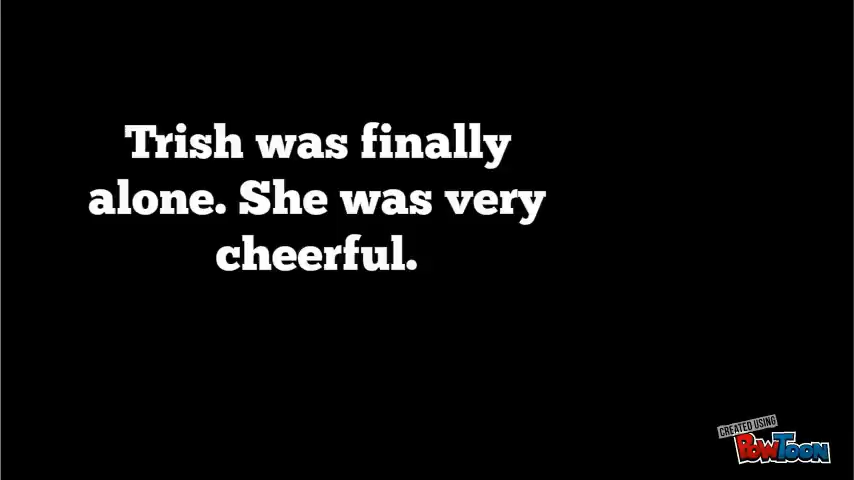 Trish was finally
alone. She was very
cheerful.
CREATED USING
POWTOON